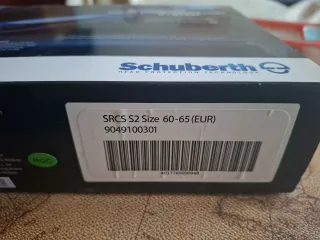 Schuberth
HEAD PROTECTION TECHNOLOGY
SRCS S2 Size 60-65 (EUR)
9049100301